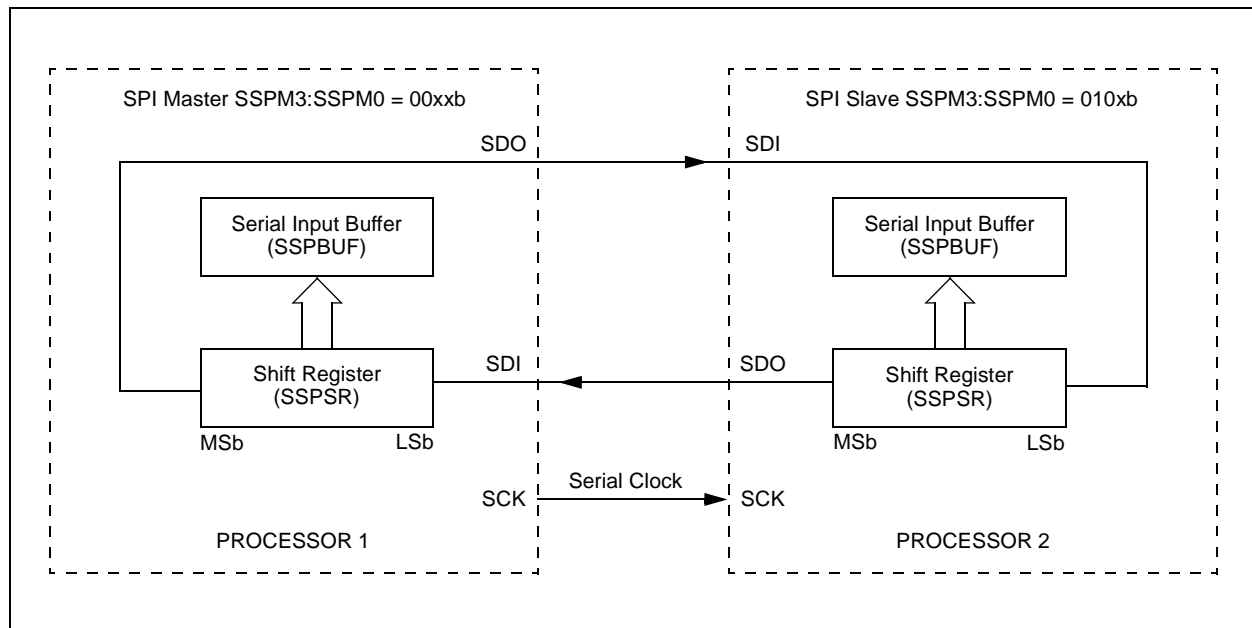 SPI Master SSPM3:SSPM0 = 00xxb
SDO
Serial Input Buffer
(SSPBUF)
Shift Register
(SSPSR)
MSb
LSb
SDI
SCK
PROCESSOR 1
Serial Clock
SPI Slave SSPM3:SSPM0 = 010xb
SDI
Serial Input Buffer
(SSPBUF)
SDO
Shift Register
(SSPSR)
MSb
LSb
SCK
PROCESSOR 2